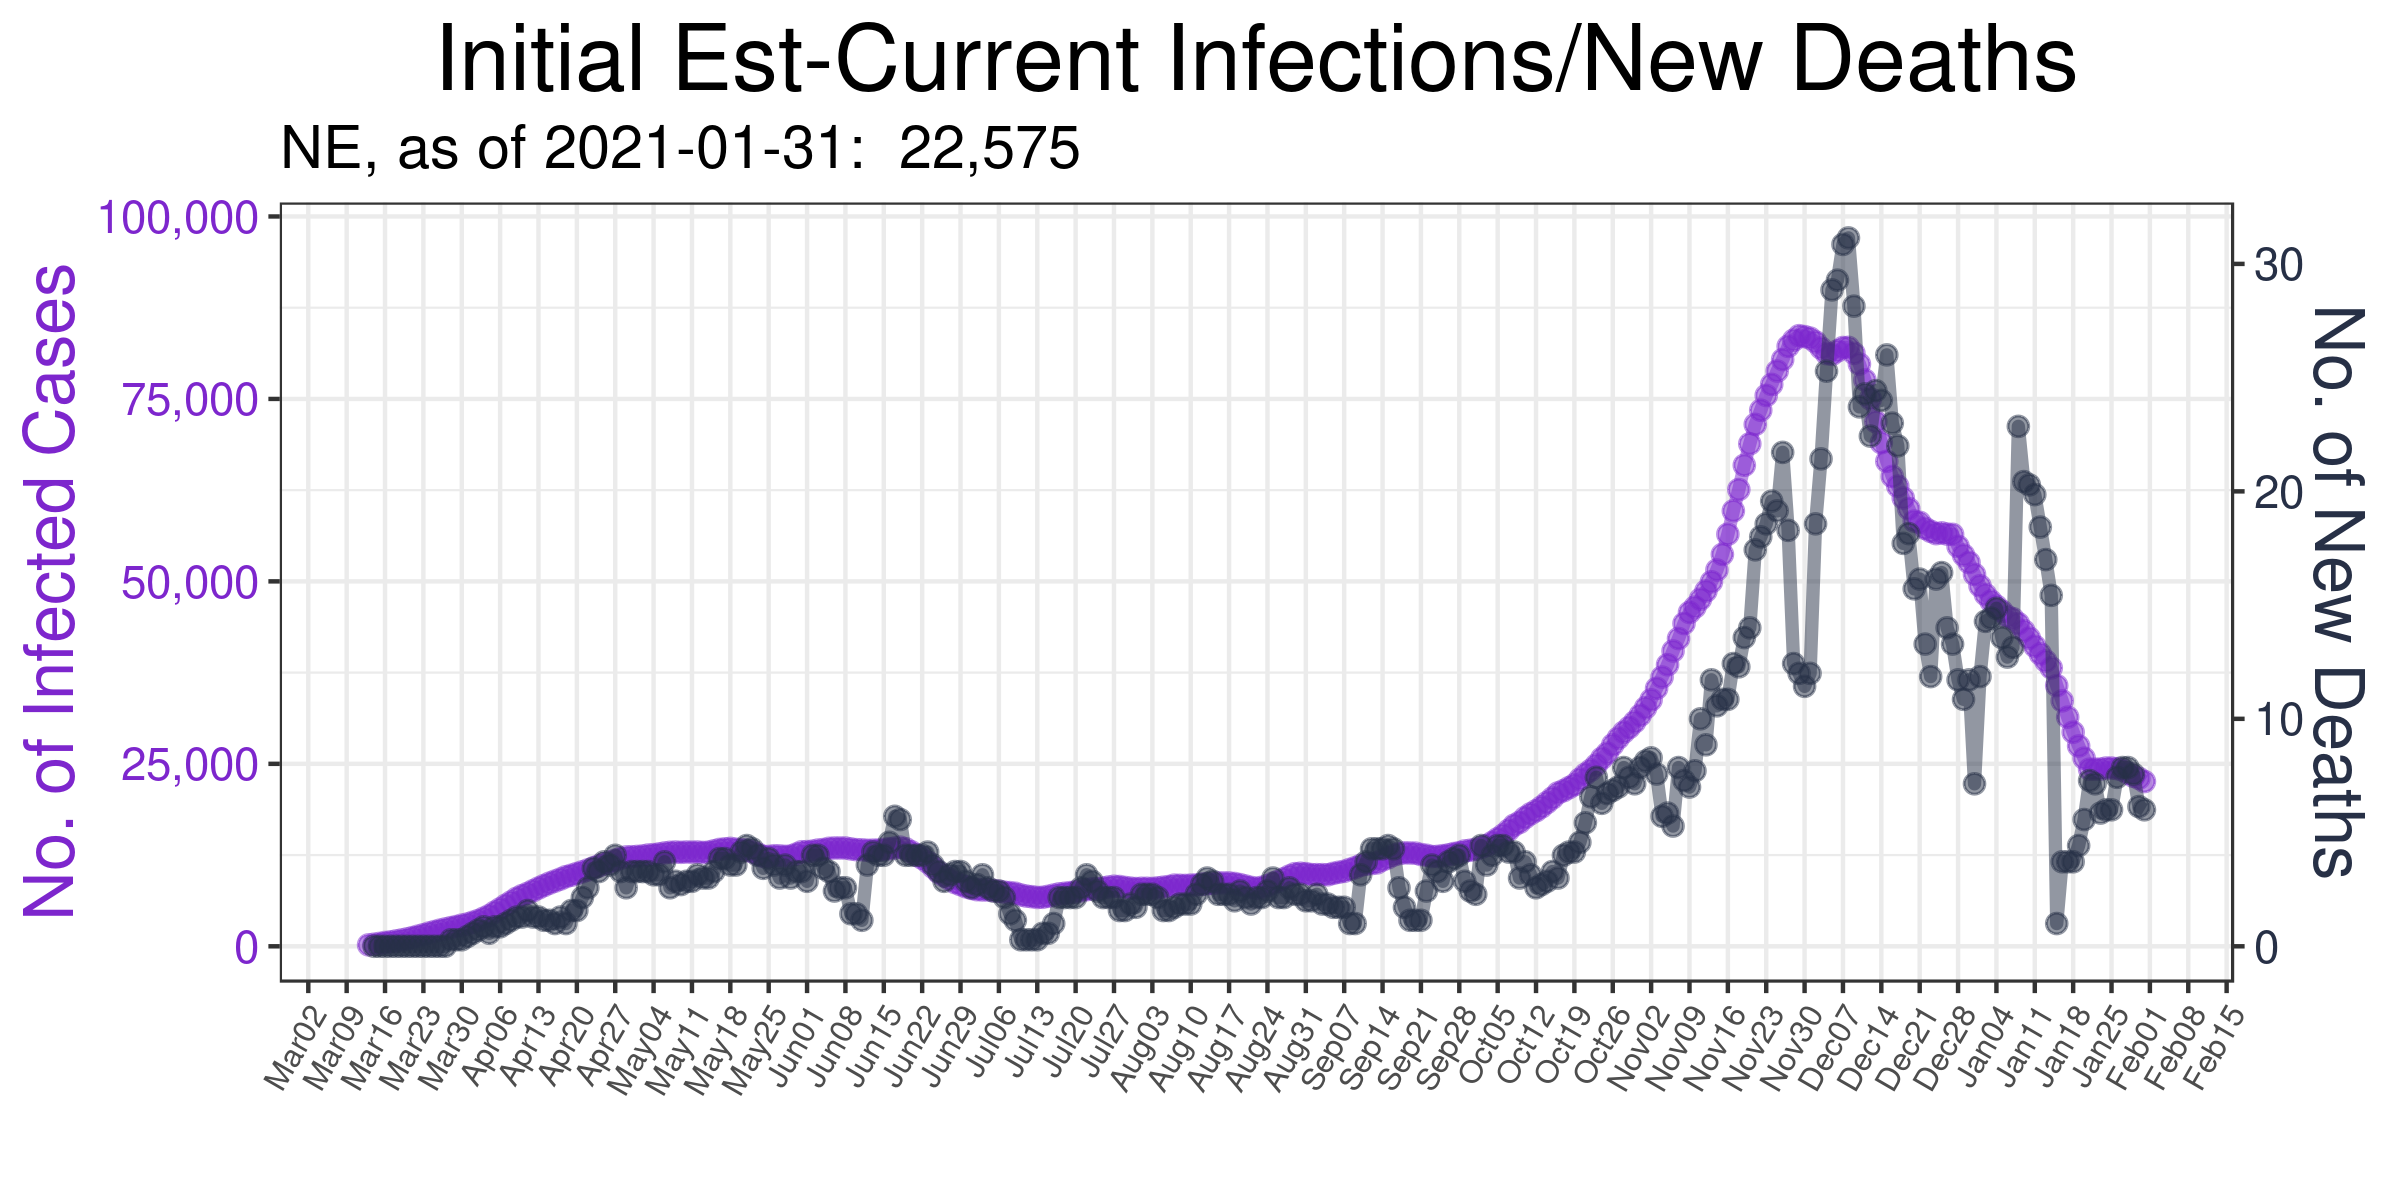 Initial Est-Current Infections/New Deaths
NE, as of 2021-01-31:  22,575
No. of Infected Cases
100,000
75,000
50,000
25,000
0
30
20
10
0
No. of New Deaths
Mar02
Mar09
Mar16
Mar23
Mar30
Apr06
Apr13
Apr20
Apr27
May04
May11
May18
May25
Jun01
Jun08
Jun15
Jun22
Jun29
Jul06
Jul13
Jul20
Jul27
Aug03
Aug10
Aug17
Aug24
Aug31
Sep07
Sep14
Sep21
Sep28
Oct05
Oct12
Oct19
Oct26
Nov02
Nov09
Nov16
Nov23
Nov30
Dec07
Dec14
Dec21
Dec28
Jan04
Jan11
Jan18
Jan25
Feb01
Feb08
Feb15